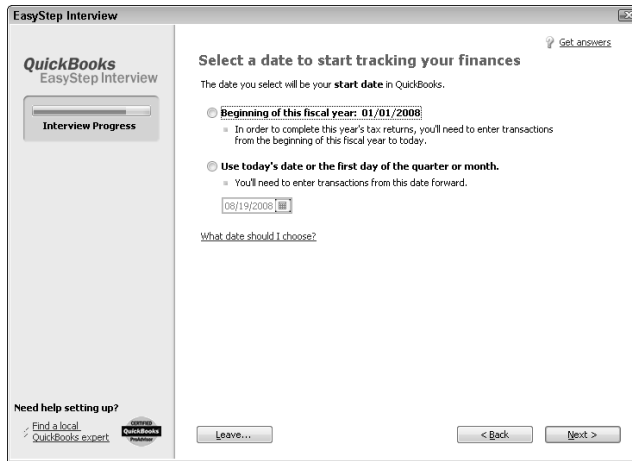 EasyStep Interview
Get answers
QuickBooks
EasyStep Interview
Interview Progress
Select a date to start tracking your finances
The date you select will be your start date in QuickBooks.
Beginning of this fiscal year: 01/01/2008
In order to complete this year's tax returns, you'll need to enter transactions
from the beginning of this fiscal year to today.
Use today's date or the first day of the quarter or month.
You'll need to enter transactions from this date forward.
08/19/2008
What date should I choose?
Need help setting up?
Find a local
QuickBooks expert
CERTIFIED
QuickBooks
ProAdvisor
Leave...
< Back
Next >